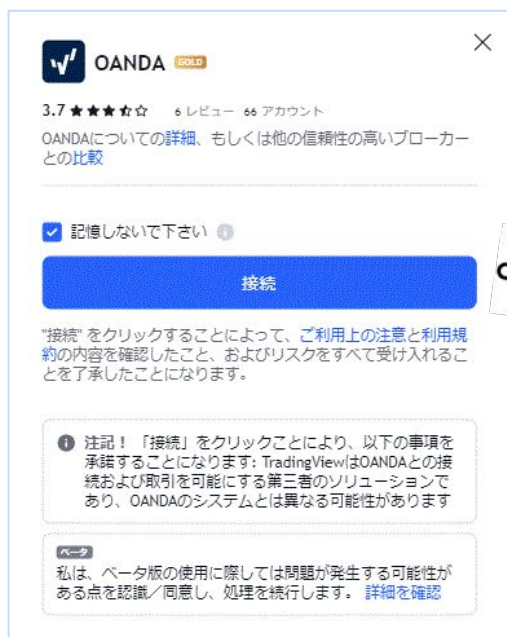 OANDA GOLD
3.7 ★★★★☆ 6 レビュー 66 アカウント
OANDAについての詳細、もしくは他の信頼性の高いブローカー
との比較
記憶しないで下さい
接続
"接続" をクリックすることによって、ご利用上の注意と利用規
約の内容を確認したこと、およびリスクをすべて受け入れるこ
とを了承したことになります。
注記！「接続」をクリックことにより、以下の事項を
承諾することになります: TradingViewはOANDAとの接
続および取引を可能にする第三者のソリューションで
あり、OANDAのシステムとは異なる可能性があります
ベータ
私は、ベータ版の使用に際しては問題が発生する可能性が
ある点を認識／同意し、処理を続行します。 詳細を確認